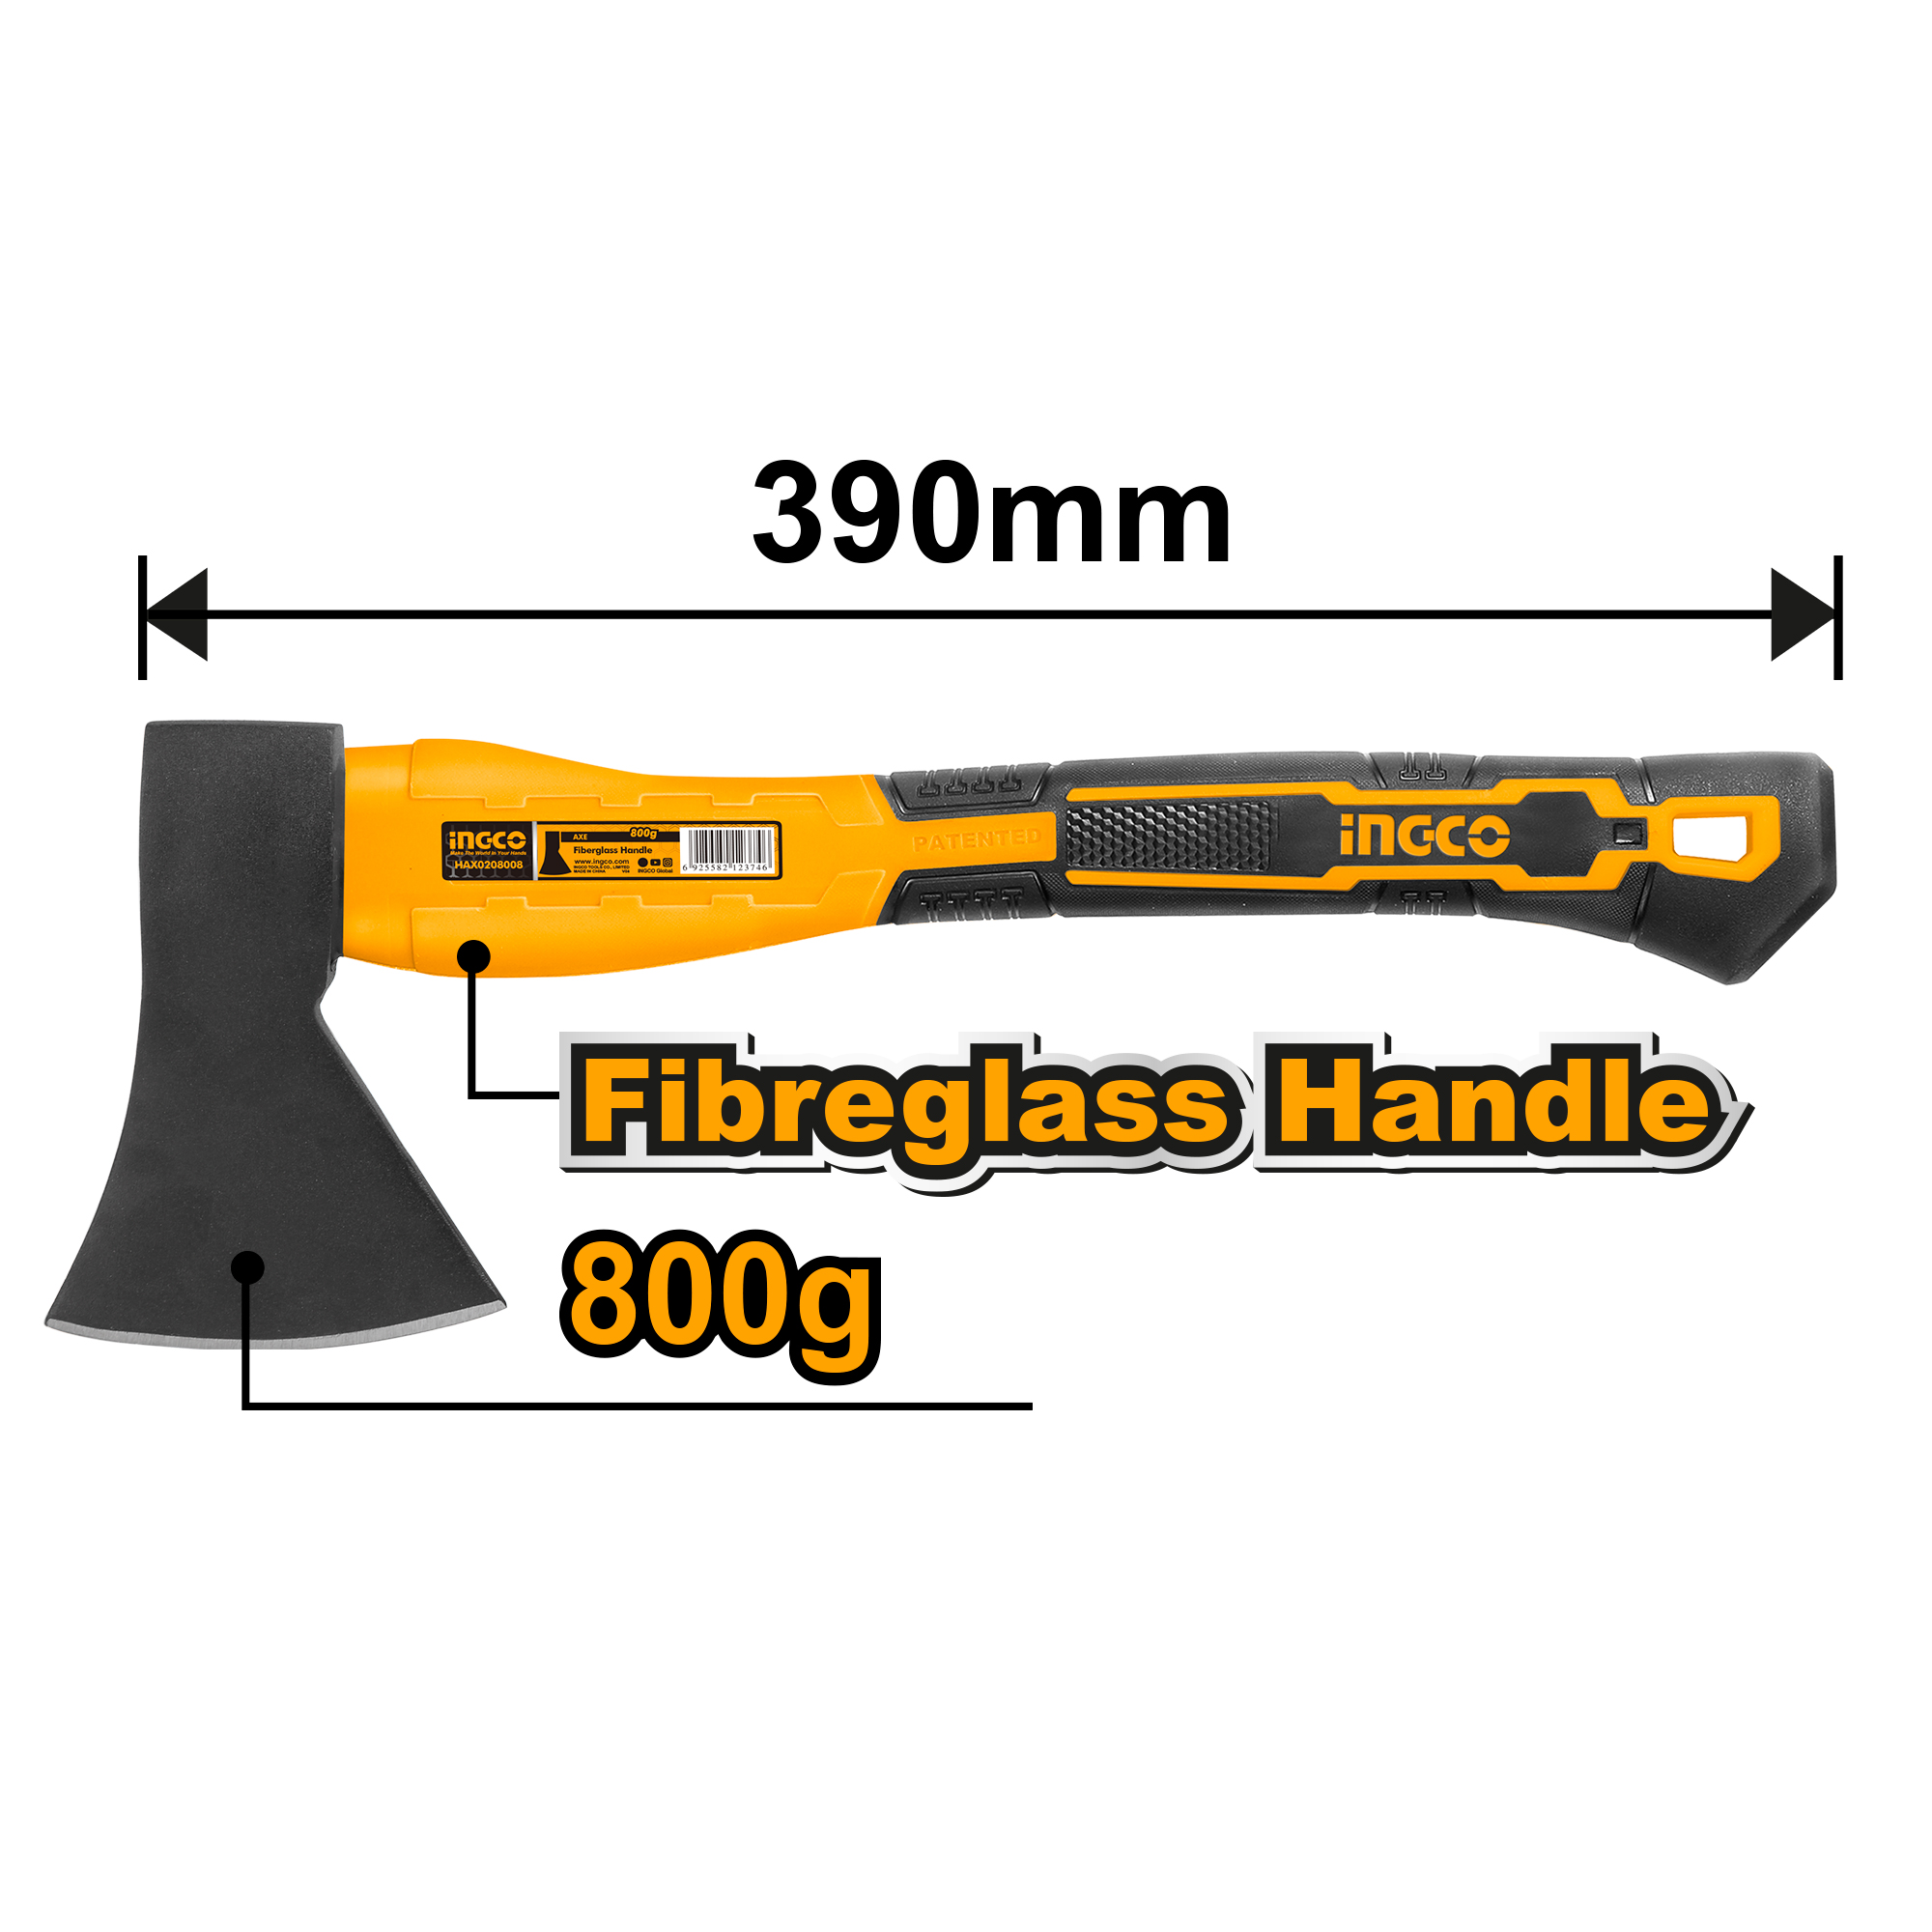 390mm
INGCO
Make The World In Your Hands
HAX0208008
AXE 800g
Fiberglass Handle
www.ingco.com
INGCO TOOLS CO., LIMITED
MADE IN CHINA V04
INGCO Global
6 925582 123746
PATENTED
INGCO
Fibreglass Handle
800g